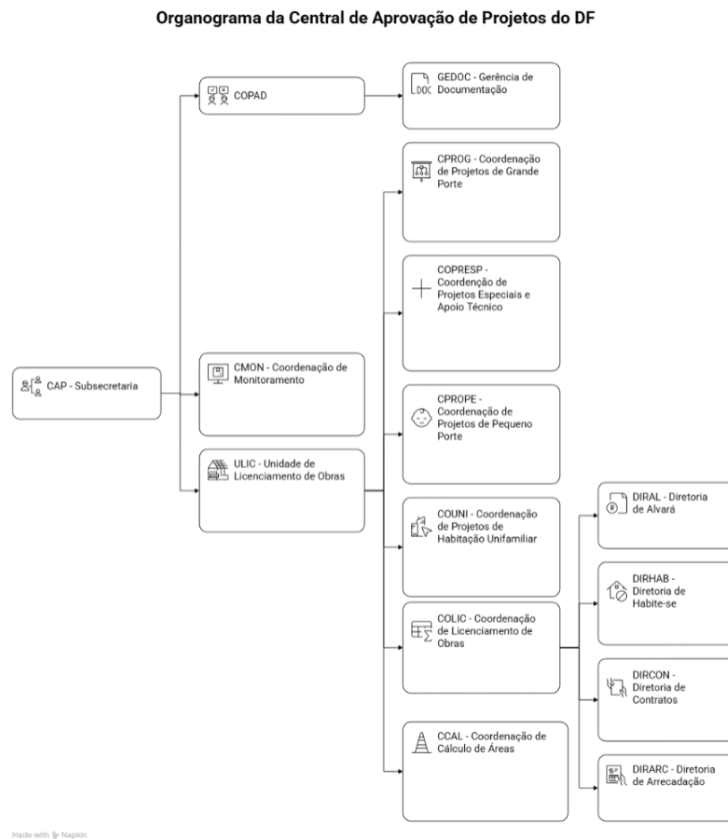 Organograma da Central de Aprovação de Projetos do DF
GEDOC - Gerência de
Documentação
DOC
COPAD
CPROG - Coordenação
de Projetos de Grande
Porte
COPRESP -
Coordenção de
Projetos Especiais e
Apoio Técnico
CMON - Coordenação de
Monitoramento
CAP - Subsecretaria
CPROPE -
Coordenação de
Projetos de Pequeno
Porte
ULIC - Unidade de
Licenciamento de Obras
COUNI - Coordenação
de Projetos de
Habitação Unifamiliar
DIRAL - Diretoria
de Alvará
DIRHAB -
Diretoria de
Habite-se
COLIC - Coordenação
de Licenciamento de
Obras
DIRCON -
Diretoria de
Contratos
CCAL - Coordenação de
Cálculo de Áreas
DIRARC - Diretoria
de Arrecadação
Made with Napkin